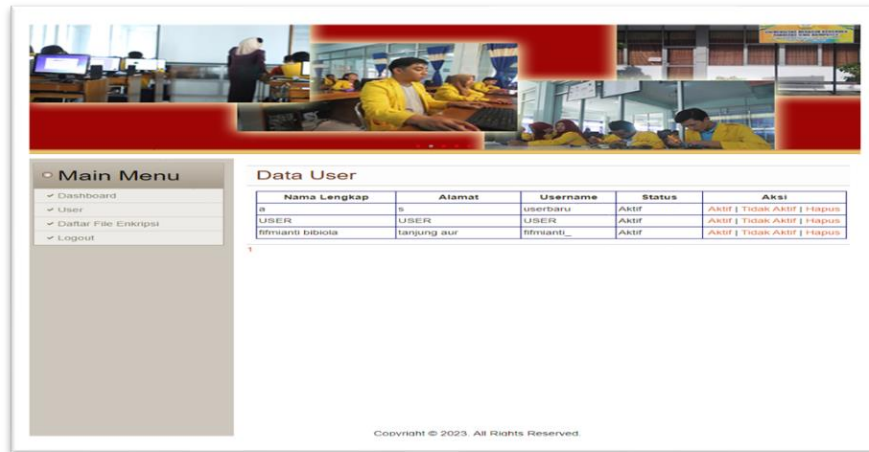 Main Menu
Dashboard
User
Daftar File Enkripsi
Logout
Data User
Nama Lengkap Alamat Username Status Aksi
a s userbaru Aktif Aktif | Tidak Aktif | Hapus
USER USER USER Aktif Aktif | Tidak Aktif | Hapus
fifmianti bibiola tanjung aur fifmianti_ Aktif Aktif | Tidak Aktif | Hapus
1
Copyright © 2023. All Rights Reserved.